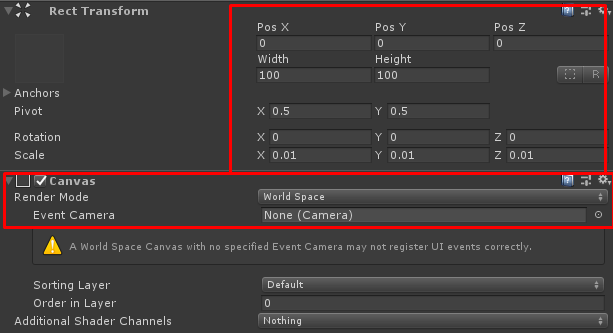 Rect Transform
Pos X Pos Y Pos Z
0 0 0
Width Height
100 100
R
Anchors
Pivot X 0.5 Y 0.5
Rotation X 0 Y 0 Z 0
Scale X 0.01 Y 0.01 Z 0.01
Canvas
Render Mode World Space
Event Camera None (Camera)
A World Space Canvas with no specified Event Camera may not register UI events correctly.
Sorting Layer Default
Order in Layer 0
Additional Shader Channels Nothing